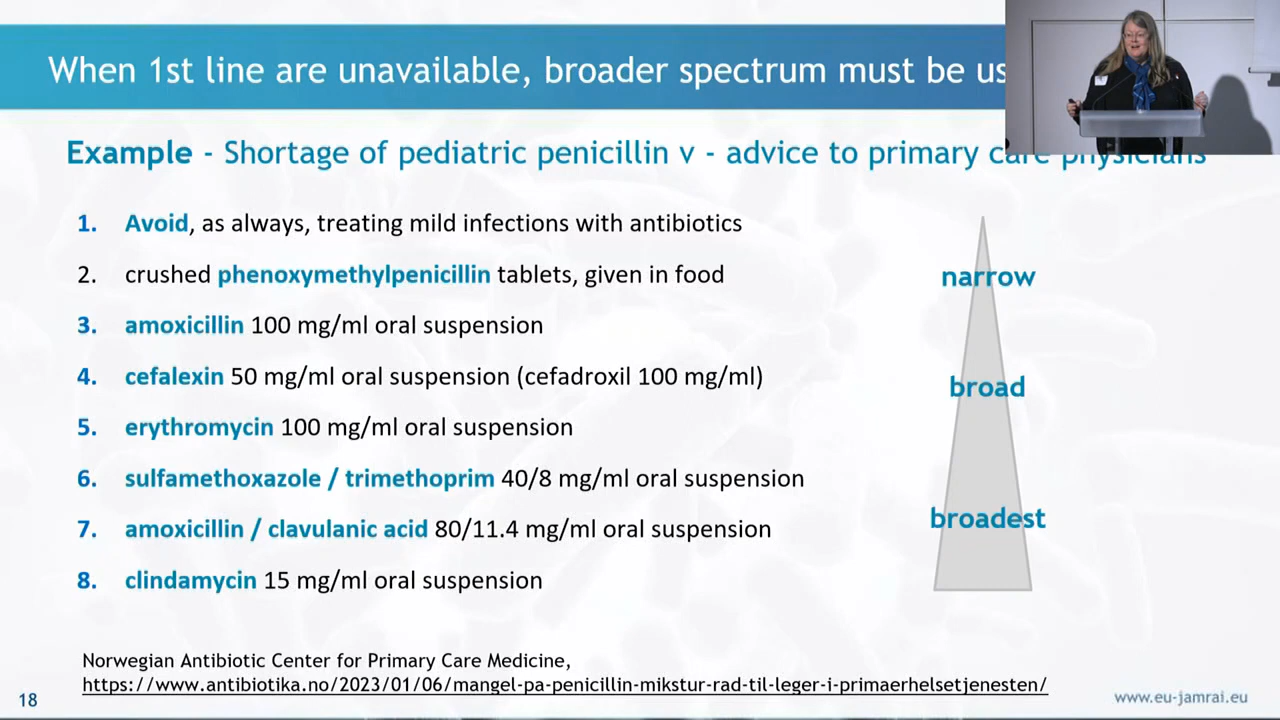 When 1st line are unavailable, broader spectrum must be us
Example - Shortage of pediatric penicillin v - advice to primary care physicians
1. Avoid, as always, treating mild infections with antibiotics
2. crushed phenoxymethylpenicillin tablets, given in food
3. amoxicillin 100 mg/ml oral suspension
4. cefalexin 50 mg/ml oral suspension (cefadroxil 100 mg/ml)
5. erythromycin 100 mg/ml oral suspension
6. sulfamethoxazole / trimethoprim 40/8 mg/ml oral suspension
7. amoxicillin / clavulanic acid 80/11.4 mg/ml oral suspension
8. clindamycin 15 mg/ml oral suspension
narrow
broad
broadest
Norwegian Antibiotic Center for Primary Care Medicine,
https://www.antibiotika.no/2023/01/06/mangel-pa-penicillin-mikstur-rad-til-leger-i-primaerhelsetjenesten/
18
www.eu-jamrai.eu